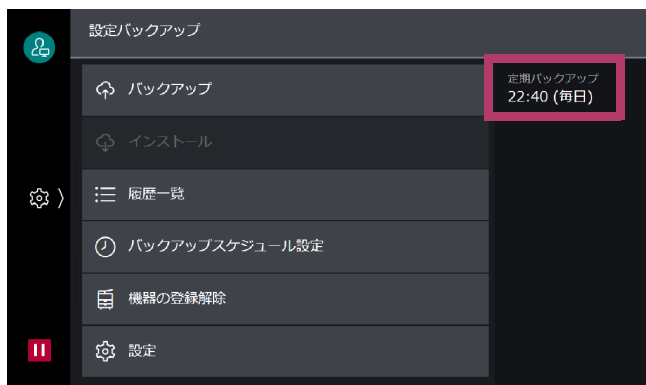 設定バックアップ
バックアップ
定期バックアップ
22:40 (毎日)
インストール
履歴一覧
バックアップスケジュール設定
機器の登録解除
設定